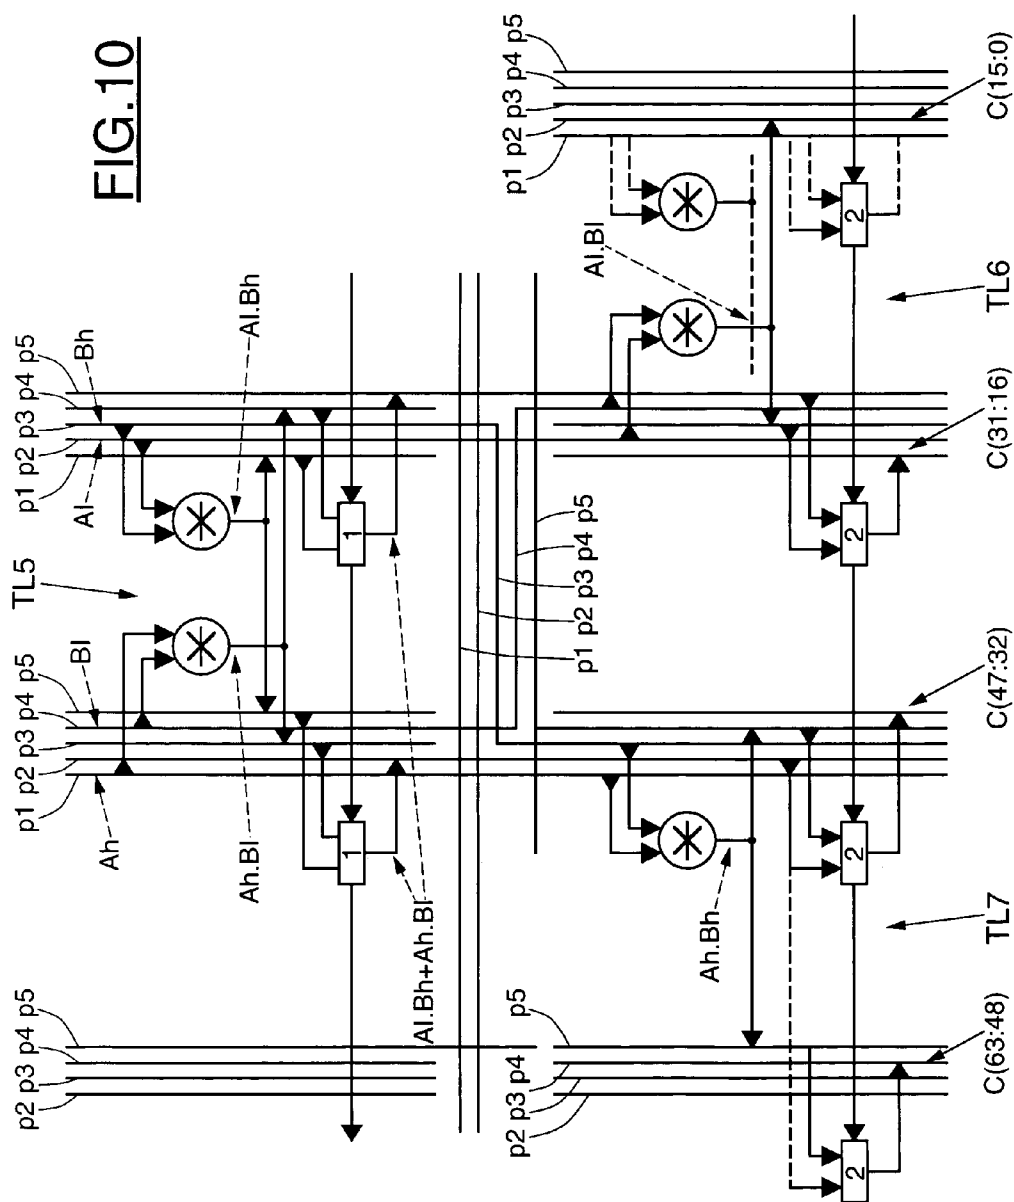 FIG.10
p1 p2 p3 p4 p5
C(15:0)
2
Al.Bl
TL6
Al.Bh
Bh
p1 p2 p3 p4 p5
Al
1
C(31:16)
2
TL5
p1 p2 p3 p4 p5
Bl
p1 p2 p3 p4 p5
Ah
Ah.Bl
1
Al.Bh+Ah.Bl
C(47:32)
2
Ah.Bh
TL7
p2 p3 p4 p5
p2 p3 p4
p5
C(63:48)
2